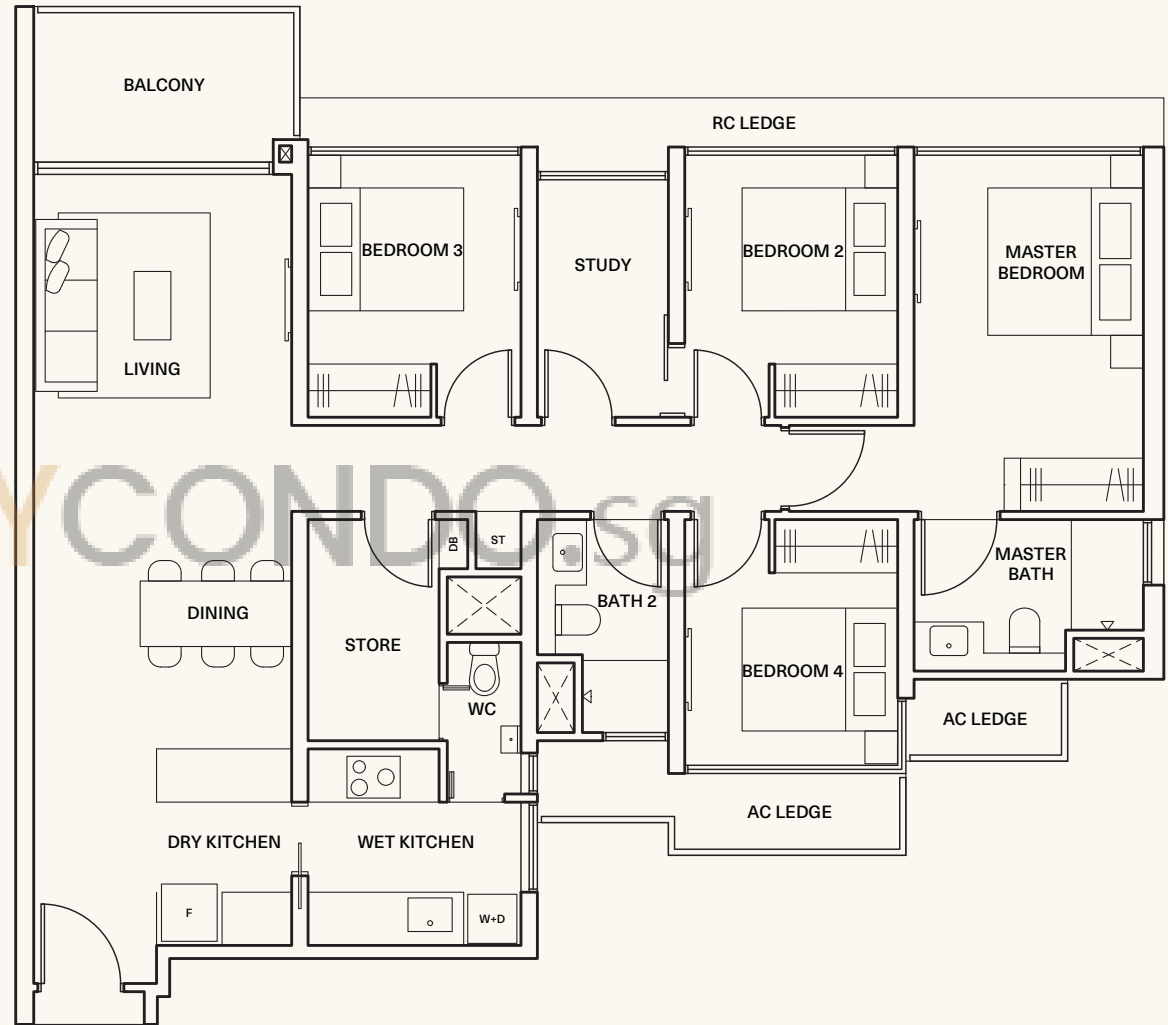 BALCONY
RC LEDGE
BEDROOM 3
STUDY
BEDROOM 2
MASTER
BEDROOM
LIVING
YCONDO.sg
DB
ST
MASTER
BATH
DINING
BATH 2
STORE
BEDROOM 4
WC
AC LEDGE
AC LEDGE
DRY KITCHEN
WET KITCHEN
F
W+D